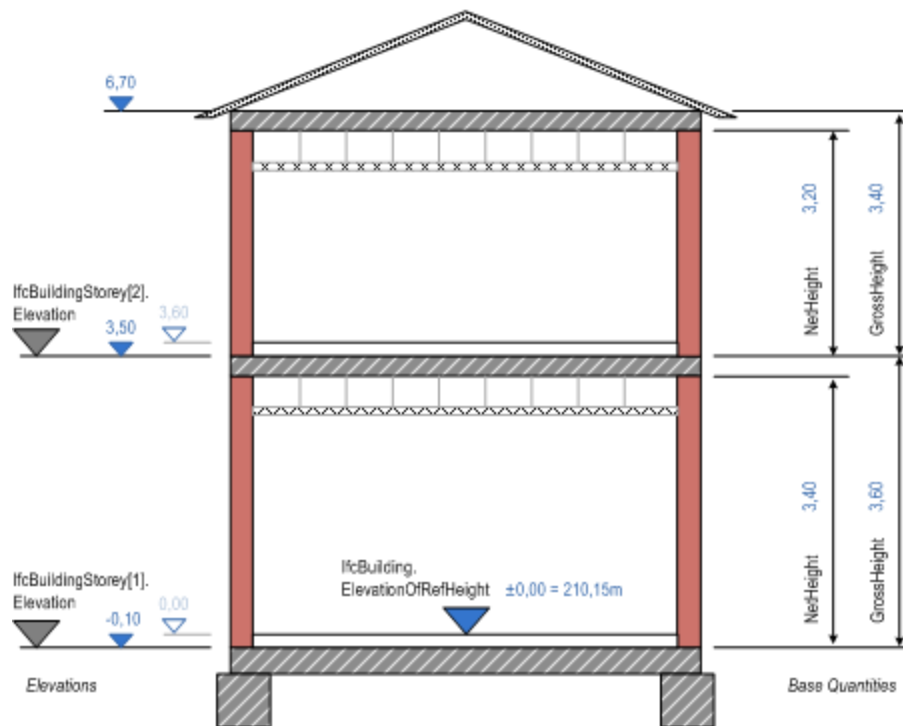 6,70
3,20
3,40
NetHeight
GrossHeight
IfcBuildingStorey[2].
Elevation
3,60
3,50
3,40
3,60
NetHeight
GrossHeight
IfcBuilding.
ElevationOfRefHeight ±0,00 = 210,15m
IfcBuildingStorey[1].
Elevation
0,00
-0,10
Elevations
Base Quantities